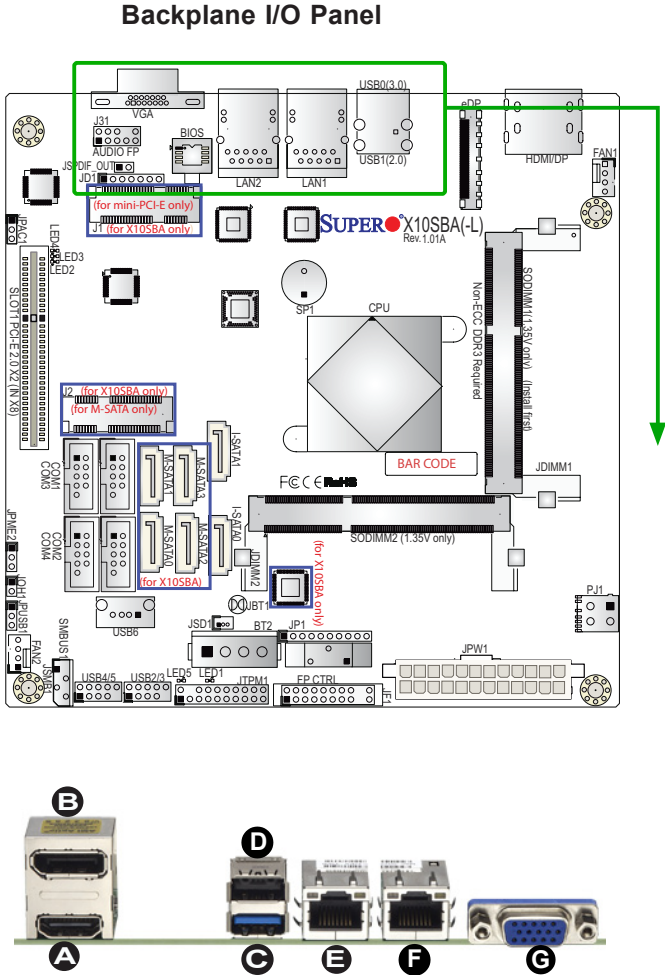 Backplane I/O Panel
USB0(3.0)
eDP
VGA
J31
AUDIO FP
BIOS
JSPDIF_OUT
JD1
LAN2
LAN1
USB1(2.0)
HDMI/DP
FAN1
(for mini-PCI-E only)
J1 (for X10SBA only
SUPER X10SBA(-L)
Rev. 1.01A
JPAC1
LED4
LED3
LED2
SLOT1 PCI-E 2.0 X2 (IN X8)
SP1
CPU
Non-ECC DDR3 Required
SODIMM1(1.35V only) (Install first)
J2 (for X10SBA only)
(for M-SATA only)
I-SATA1
BAR CODE
JDIMM1
COM1
COM3
M-SATA1
M-SATA3
FC CE RoHS
COM2
COM4
M-SATA0
M-SATA2
I-SATA0
JDIMM2
SODIMM2 (1.35V only)
(for X10SBA)
(for X10SBA only)
JPME2
JOH1
JPUSB1
FAN2
SMBUS1
JSMB1
USB6
JBT1
JSD1
BT2
JP1
PJ1
JPW1
USB4/5
USB2/3
LED5
LED1
JTPM1
FP CTRL
JF1
B
D
A
C
E
F
G